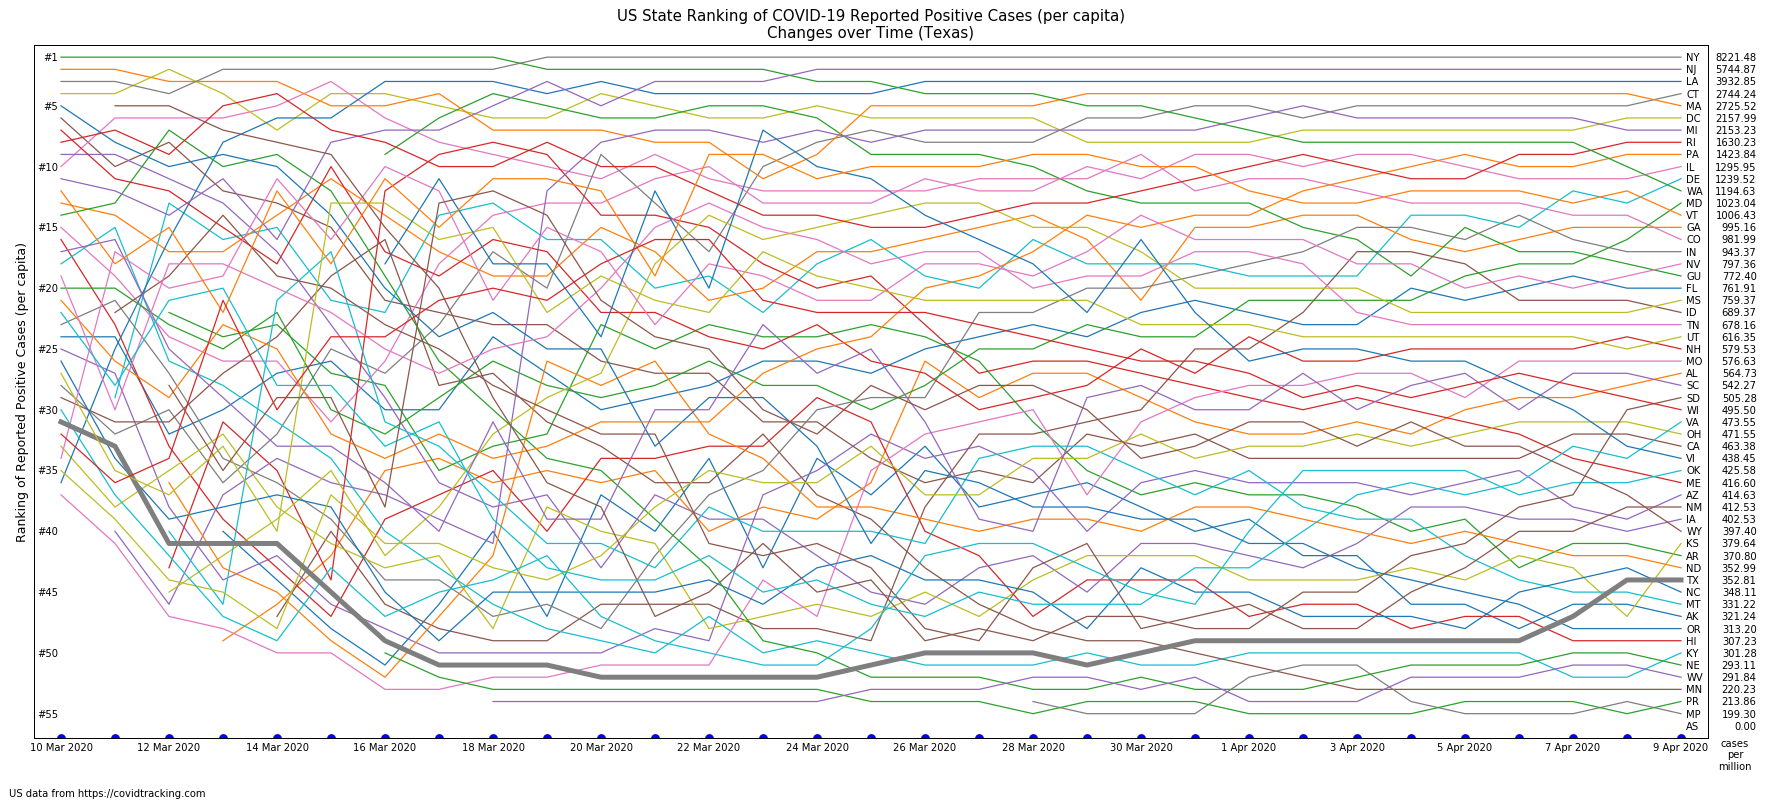 US State Ranking of COVID-19 Reported Positive Cases (per capita)
Changes over Time (Texas)
Ranking of Reported Positive Cases (per capita)
#1
#5
#10
#15
#20
#25
#30
#35
#40
#45
#50
#55
NY 8221.48
NJ 5744.87
LA 3932.85
CT 2744.24
MA 2725.52
DC 2157.99
MI 2153.23
RI 1630.23
PA 1423.84
IL 1295.95
DE 1239.52
WA 1194.63
MD 1023.04
VT 1006.43
GA 995.16
CO 981.99
IN 943.37
NV 797.36
GU 772.40
FL 761.91
MS 759.37
ID 689.37
TN 678.16
UT 616.35
NH 579.53
MO 576.63
AL 564.73
SC 542.27
SD 505.28
WI 495.50
VA 473.55
OH 471.55
CA 463.38
VI 438.45
OK 425.58
ME 416.60
AZ 414.63
NM 412.53
IA 402.53
WY 397.40
KS 379.64
AR 370.80
ND 352.99
TX 352.81
NC 348.11
MT 331.22
AK 321.24
OR 313.20
HI 307.23
KY 301.28
NE 293.11
WV 291.84
MN 220.23
PR 213.86
MP 199.30
AS 0.00
10 Mar 2020 12 Mar 2020 14 Mar 2020 16 Mar 2020 18 Mar 2020 20 Mar 2020 22 Mar 2020 24 Mar 2020 26 Mar 2020 28 Mar 2020 30 Mar 2020 1 Apr 2020 3 Apr 2020 5 Apr 2020 7 Apr 2020 9 Apr 2020
cases
per
million
US data from https://covidtracking.com